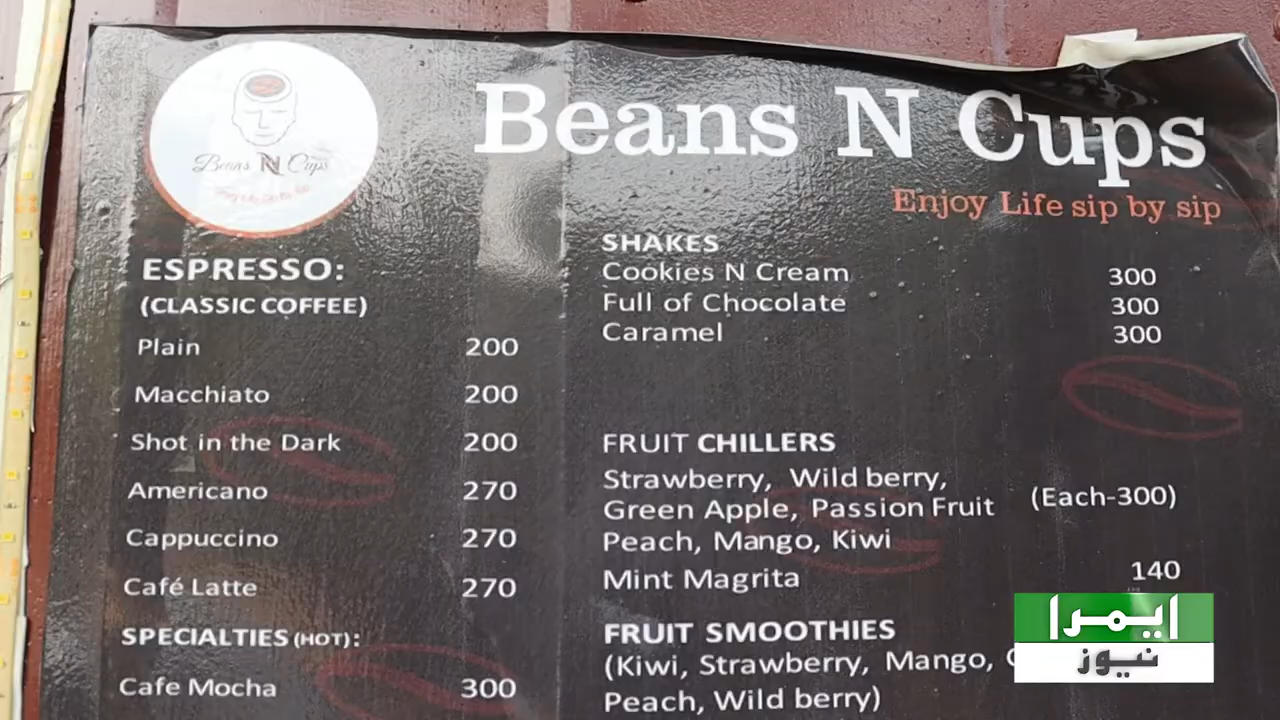 Beans N Cups
Beans N Cups
Enjoy Life sip by sip
ESPRESSO:
(CLASSIC COFFEE)
Plain 200
Macchiato 200
Shot in the Dark 200
Americano 270
Cappuccino 270
Café Latte 270
SPECIALTIES (HOT):
Cafe Mocha 300
SHAKES
Cookies N Cream 300
Full of Chocolate 300
Caramel 300
FRUIT CHILLERS
Strawberry, Wild berry,
Green Apple, Passion Fruit (Each-300)
Peach, Mango, Kiwi
Mint Magrita 140
FRUIT SMOOTHIES
(Kiwi, Strawberry, Mango,
Peach, Wild berry)
ایمرا
نیوز